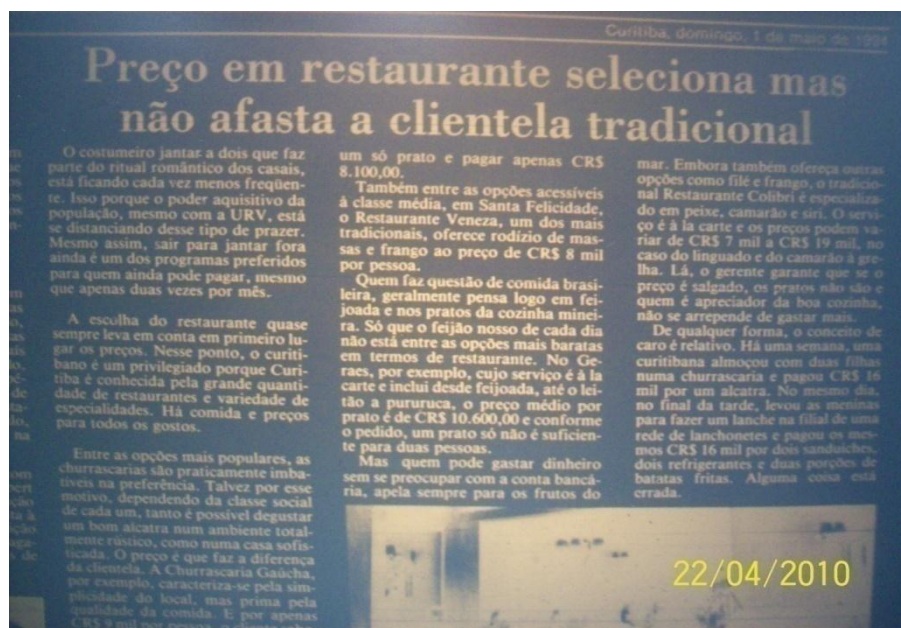 Curitiba, domingo, 1 de maio de 1994
Preço em restaurante seleciona mas
não afasta a clientela tradicional
O costumeiro jantar a dois que faz
parte do ritual romântico dos casais,
está ficando cada vez menos freqüen-
te. Isso porque o poder aquisitivo da
população, mesmo com a URV, está
se distanciando desse tipo de prazer.
Mesmo assim, sair para jantar fora
ainda é um dos programas preferidos
para quem ainda pode pagar, mesmo
que apenas duas vezes por mês.
A escolha do restaurante quase
sempre leva em conta em primeiro lu-
gar os preços. Nesse ponto, o curiti-
bano é um privilegiado porque Curi-
tiba é conhecida pela grande quanti-
dade de restaurantes e variedade de
especialidades. Há comida e preços
para todos os gostos.
Entre as opções mais populares, as
churrascarias são praticamente imba-
tíveis na preferência. Talvez por esse
motivo, dependendo da classe social
de cada um, tanto é possível degustar
um bom alcatra num ambiente total-
mente rústico, como numa casa sofis-
ticada. O preço é que faz a diferença
da clientela. A Churrascaria Gaúcha,
por exemplo, caracteriza-se pela sim-
plicidade do local, mas prima pela
qualidade da comida. E por apenas
CR$ 9 mil por pessoa, o cliente
um só prato e pagar apenas CR$
8.100,00.
Também entre as opções acessíveis
à classe média, em Santa Felicidade,
o Restaurante Veneza, um dos mais
tradicionais, oferece rodízio de mas-
sas e frango ao preço de CR$ 8 mil
por pessoa.
Quem faz questão de comida brasi-
leira, geralmente pensa logo em fei-
joada e nos pratos da cozinha minei-
ra. Só que o feijão nosso de cada dia
não está entre as opções mais baratas
em termos de restaurante. No Ge-
raes, por exemplo, cujo serviço é à la
carte e inclui desde feijoada, até o lei-
tão a pururuca, o preço médio por
prato é de CR$ 10.600,00 e conforme
o pedido, um prato só não é suficien-
te para duas pessoas.
Mas quem pode gastar dinheiro
sem se preocupar com a conta bancá-
ria, apela sempre para os frutos do
mar. Embora também ofereça outras
opções como filé e frango, o tradicio-
nal Restaurante Colibri é especializa-
do em peixe, camarão e siri. O servi-
ço é à la carte e os preços podem va-
riar de CR$ 7 mil a CR$ 19 mil, no
caso do linguado e do camarão à gre-
lha. Lá, o gerente garante que se o
preço é salgado, os pratos não são e
quem é apreciador da boa cozinha,
não se arrepende de gastar mais.
De qualquer forma, o conceito de
caro é relativo. Há uma semana, uma
curitibana almoçou com duas filhas
numa churrascaria e pagou CR$ 16
mil por um alcatra. No mesmo dia,
no final da tarde, levou as meninas
para fazer um lanche na filial de uma
rede de lanchonetes e pagou os mes-
mos CR$ 16 mil por dois sanduíches,
dois refrigerantes e duas porções de
batatas fritas. Alguma coisa está
errada.
22/04/2010